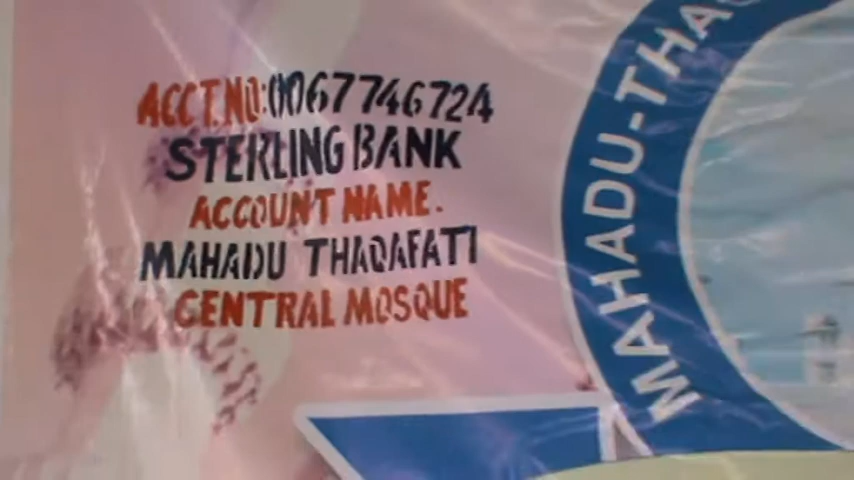 ACCT.NO:0067746724
STERLING BANK
ACCOUNT NAME.
MAHADU THAQAFATI
CENTRAL MOSQUE
MAHADU-THA